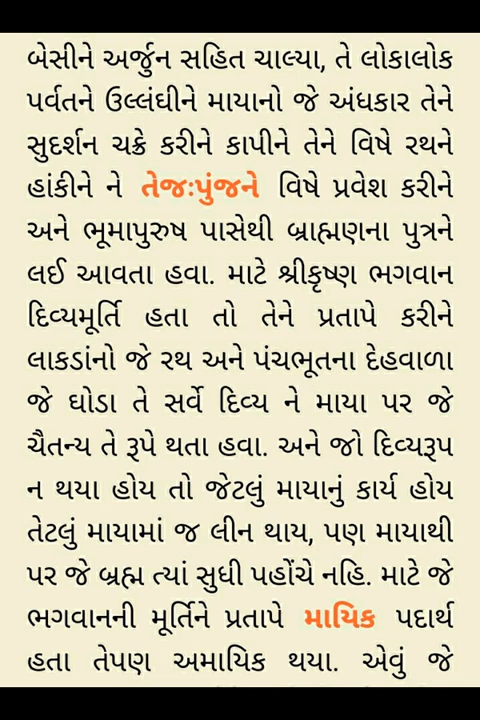 બેસીને અર્જુન સહિત ચાલ્યા, તે લોકાલોક
પર્વતને ઉલ્લંઘીને માયાનો જે અંધકાર તેને
સુદર્શન ચક્રે કરીને કાપીને તેને વિષે રથને
હાંકીને ને તેજઃપુંજને વિષે પ્રવેશ કરીને
અને ભૂમાપુરુષ પાસેથી બ્રાહ્મણના પુત્રને
લઈ આવતા હવા. માટે શ્રીકૃષ્ણ ભગવાન
દિવ્યમૂર્તિ હતા તો તેને પ્રતાપે કરીને
લાકડાંનો જે રથ અને પંચભૂતના દેહવાળા
જે ઘોડા તે સર્વે દિવ્ય ને માયા પર જે
ચૈતન્ય તે રૂપે થતા હવા. અને જો દિવ્યરૂપ
ન થયા હોય તો જેટલું માયાનું કાર્ય હોય
તેટલું માયામાં જ લીન થાય, પણ માયાથી
પર જે બ્રહ્મ ત્યાં સુધી પહોંચે નહિ. માટે જે
ભગવાનની મૂર્તિને પ્રતાપે માયિક પદાર્થ
હતા તેપણ અમાયિક થયા. એવું જે